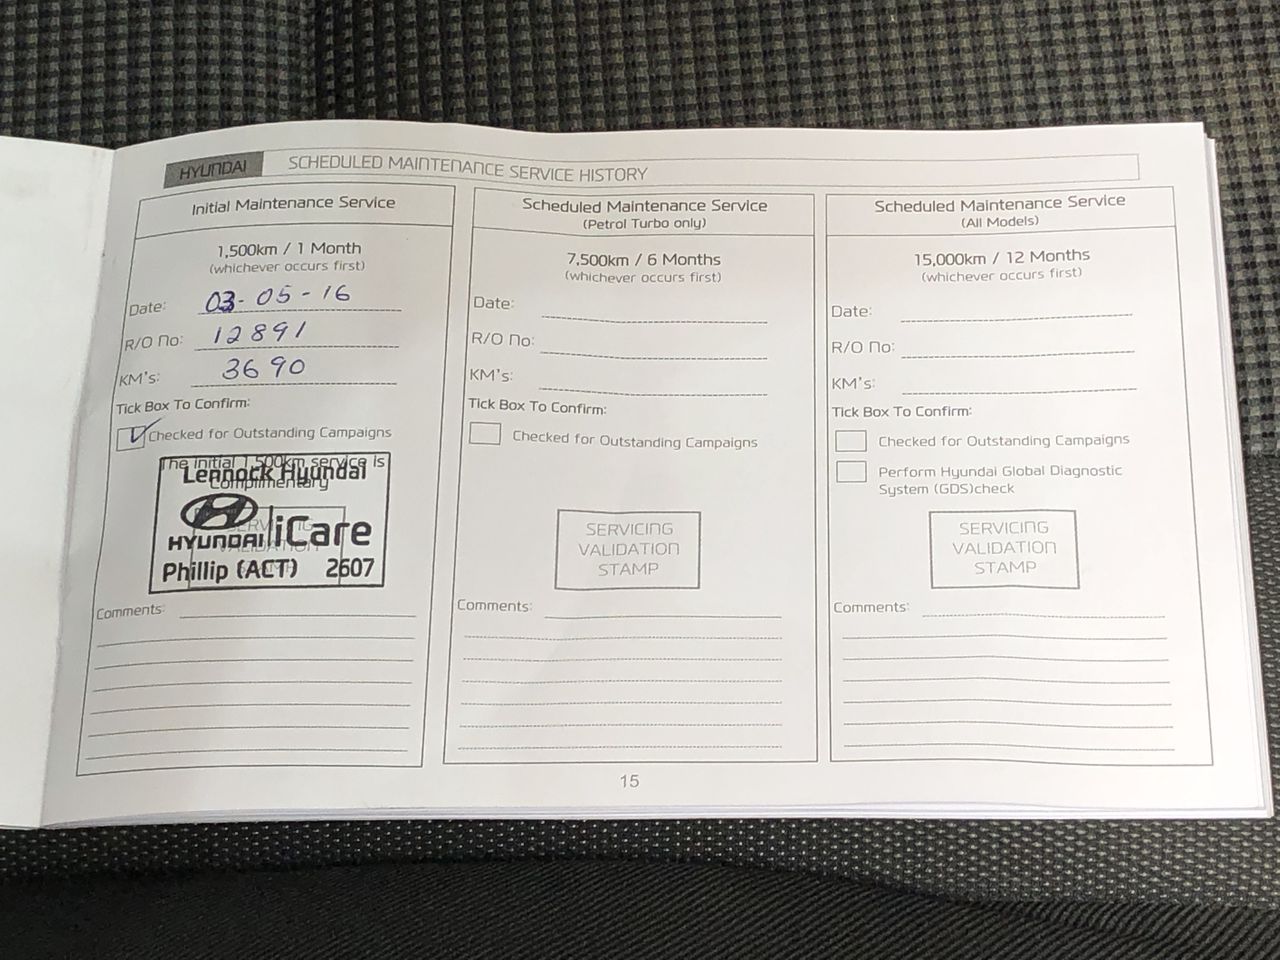 HYUNDAI SCHEDULED MAINTENANCE SERVICE HISTORY
Initial Maintenance Service
1,500km / 1 Month
(whichever occurs first)
Date: 03-05-16
R/O No: 12891
KM's: 3690
Tick Box To Confirm:
Checked for Outstanding Campaigns
The initial 1,500km service is
Complimentary
Lennock Hyundai
HYUNDAI iCare
Phillip (ACT) 2607
SERVICING
VALIDATION
Comments:
Scheduled Maintenance Service
(Petrol Turbo only)
7,500km / 6 Months
(whichever occurs first)
Date:
R/O No:
KM's:
Tick Box To Confirm:
Checked for Outstanding Campaigns
SERVICING
VALIDATION
STAMP
Comments:
Scheduled Maintenance Service
(All Models)
15,000km / 12 Months
(whichever occurs first)
Date:
R/O No:
KM's:
Tick Box To Confirm:
Checked for Outstanding Campaigns
Perform Hyundai Global Diagnostic
System (GDS)check
SERVICING
VALIDATION
STAMP
Comments:
15